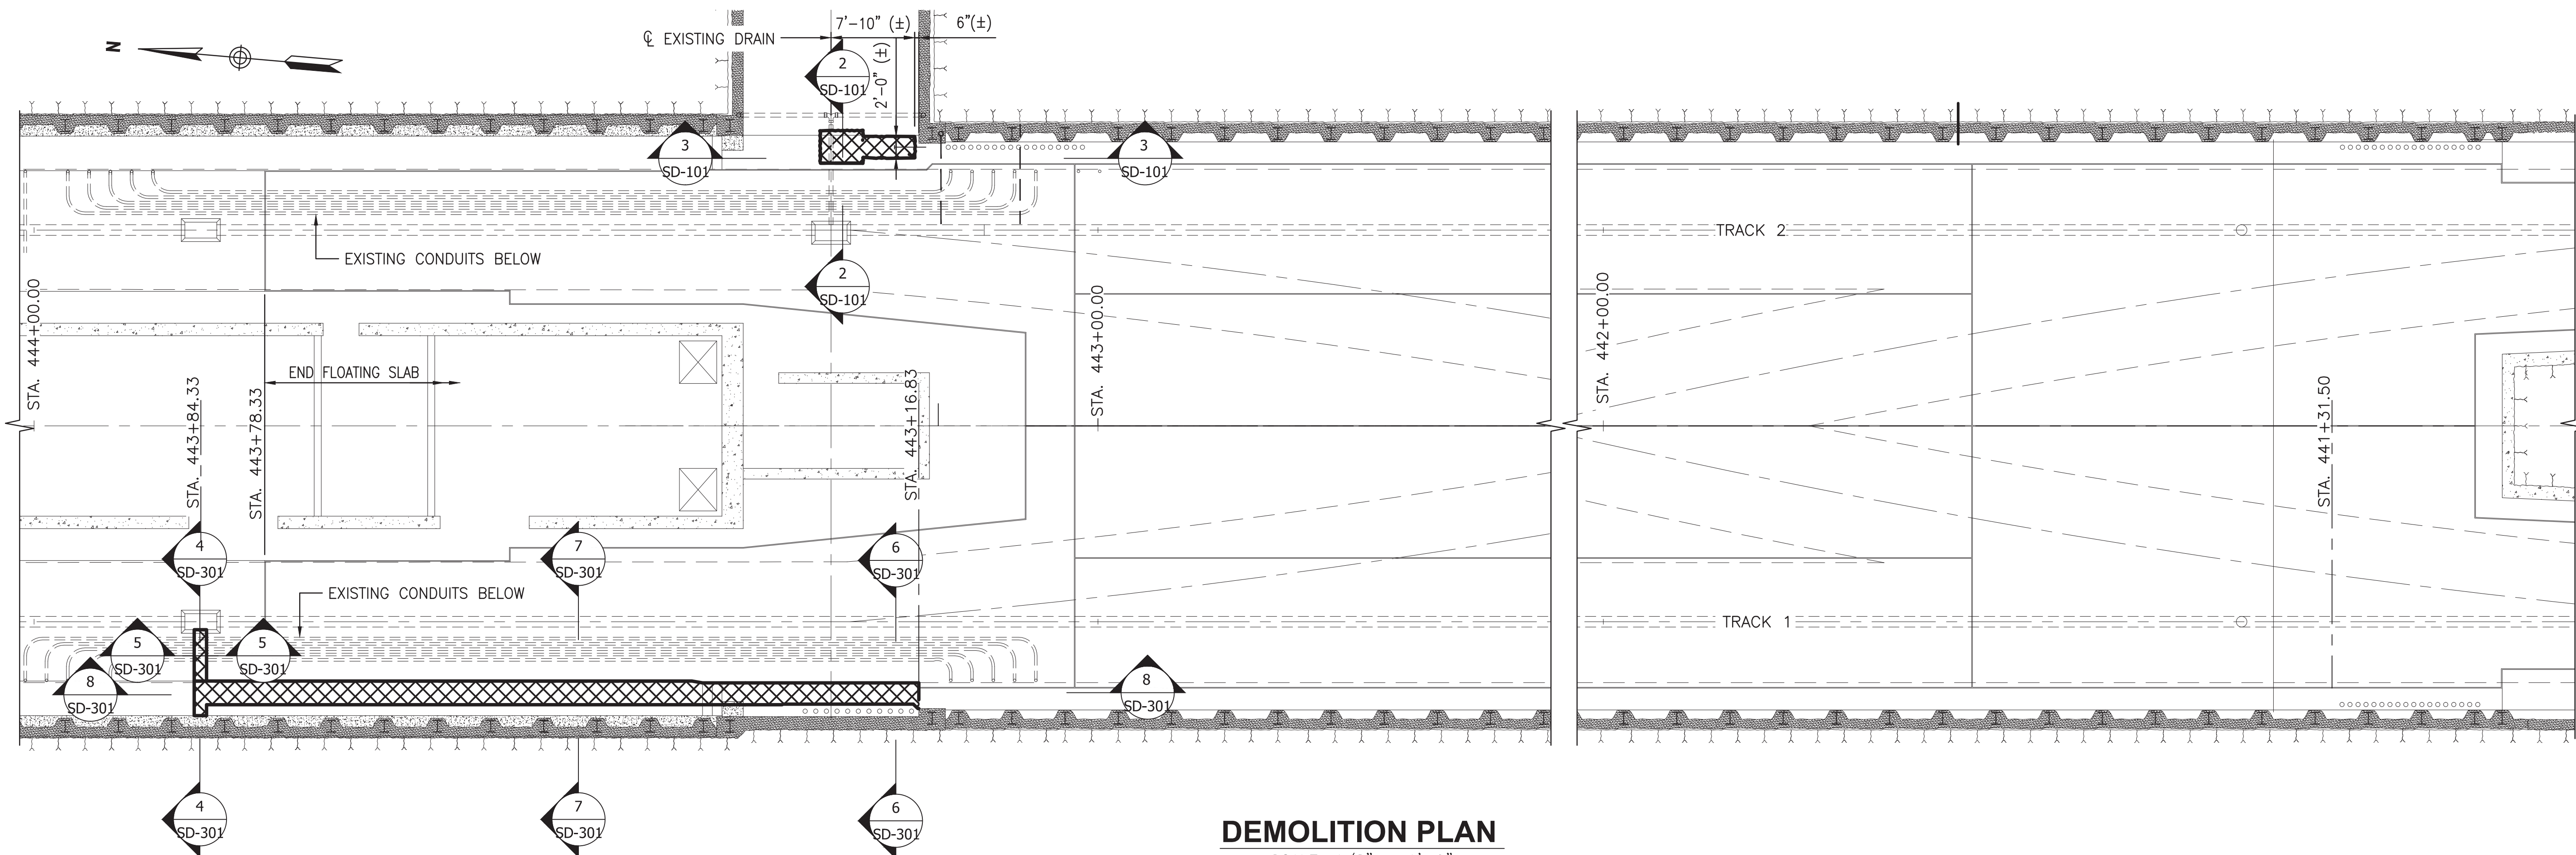 N
℄ EXISTING DRAIN
7'-10" (±)
6"(±)
2'-0" (±)
2
SD-101
3
SD-101
3
SD-101
TRACK 2
EXISTING CONDUITS BELOW
2
SD-101
STA. 444+00.00
STA. 443+84.33
STA. 443+78.33
END FLOATING SLAB
STA. 443+16.83
STA. 443+00.00
STA. 442+00.00
STA. 441+31.50
4
SD-301
7
SD-301
6
SD-301
EXISTING CONDUITS BELOW
TRACK 1
5
SD-301
5
SD-301
8
SD-301
8
SD-301
4
SD-301
7
SD-301
6
SD-301
DEMOLITION PLAN